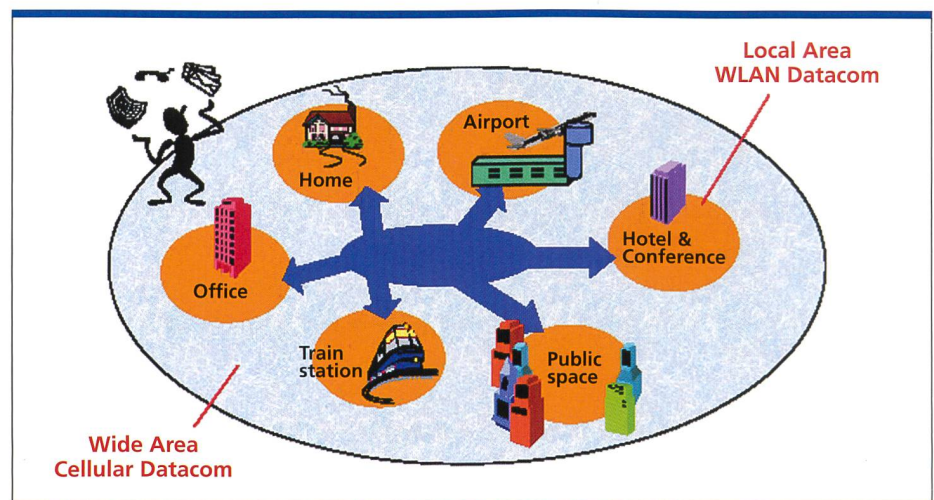 Local Area
WLAN Datacom
Airport
Home
Hotel &
Conference
Office
Train
station
Public
space
Wide Area
Cellular Datacom